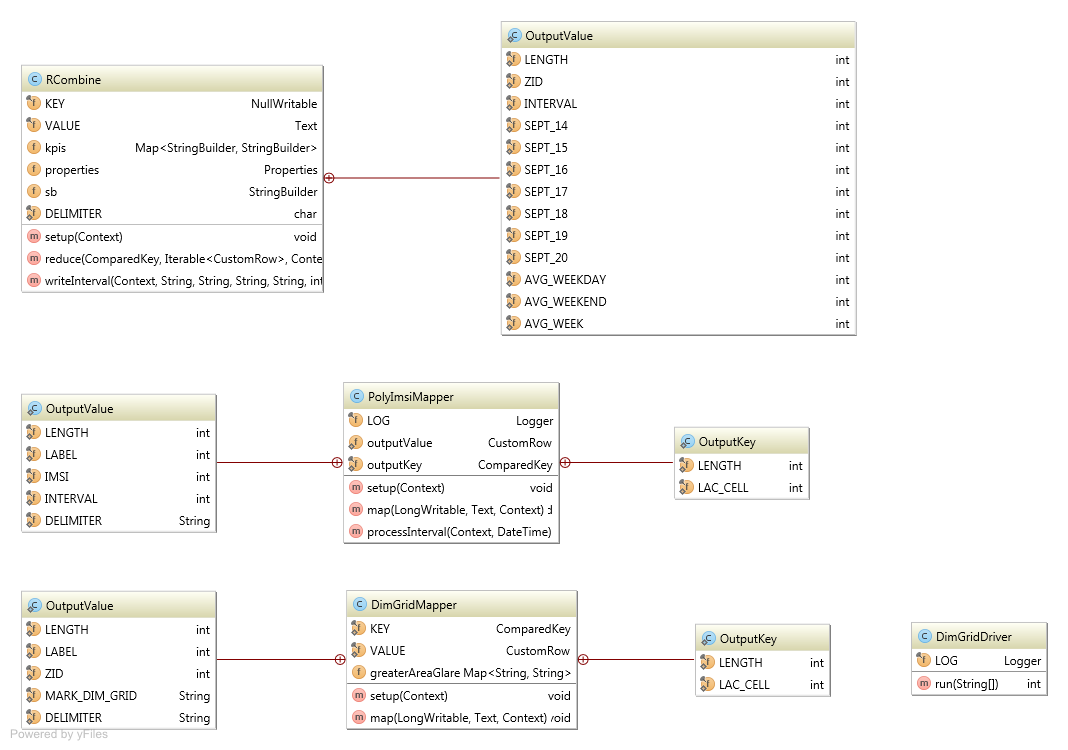 OutputValue
LENGTH int
ZID int
INTERVAL int
SEPT_14 int
SEPT_15 int
SEPT_16 int
SEPT_17 int
SEPT_18 int
SEPT_19 int
SEPT_20 int
AVG_WEEKDAY int
AVG_WEEKEND int
AVG_WEEK int
RCombine
KEY NullWritable
VALUE Text
kpis Map<StringBuilder, StringBuilder>
properties Properties
sb StringBuilder
DELIMITER char
setup(Context) void
reduce(ComparedKey, Iterable<CustomRow>, Conte
writeInterval(Context, String, String, String, String, int
OutputValue
LENGTH int
LABEL int
IMSI int
INTERVAL int
DELIMITER String
PolyImsiMapper
LOG Logger
outputValue CustomRow
outputKey ComparedKey
setup(Context) void
map(LongWritable, Text, Context) d
processInterval(Context, DateTime)
OutputKey
LENGTH int
LAC_CELL int
OutputValue
LENGTH int
LABEL int
ZID int
MARK_DIM_GRID String
DELIMITER String
DimGridMapper
KEY ComparedKey
VALUE CustomRow
greaterAreaGlare Map<String, String>
setup(Context) void
map(LongWritable, Text, Context) void
OutputKey
LENGTH int
LAC_CELL int
DimGridDriver
LOG Logger
run(String[]) int
Powered by yFiles